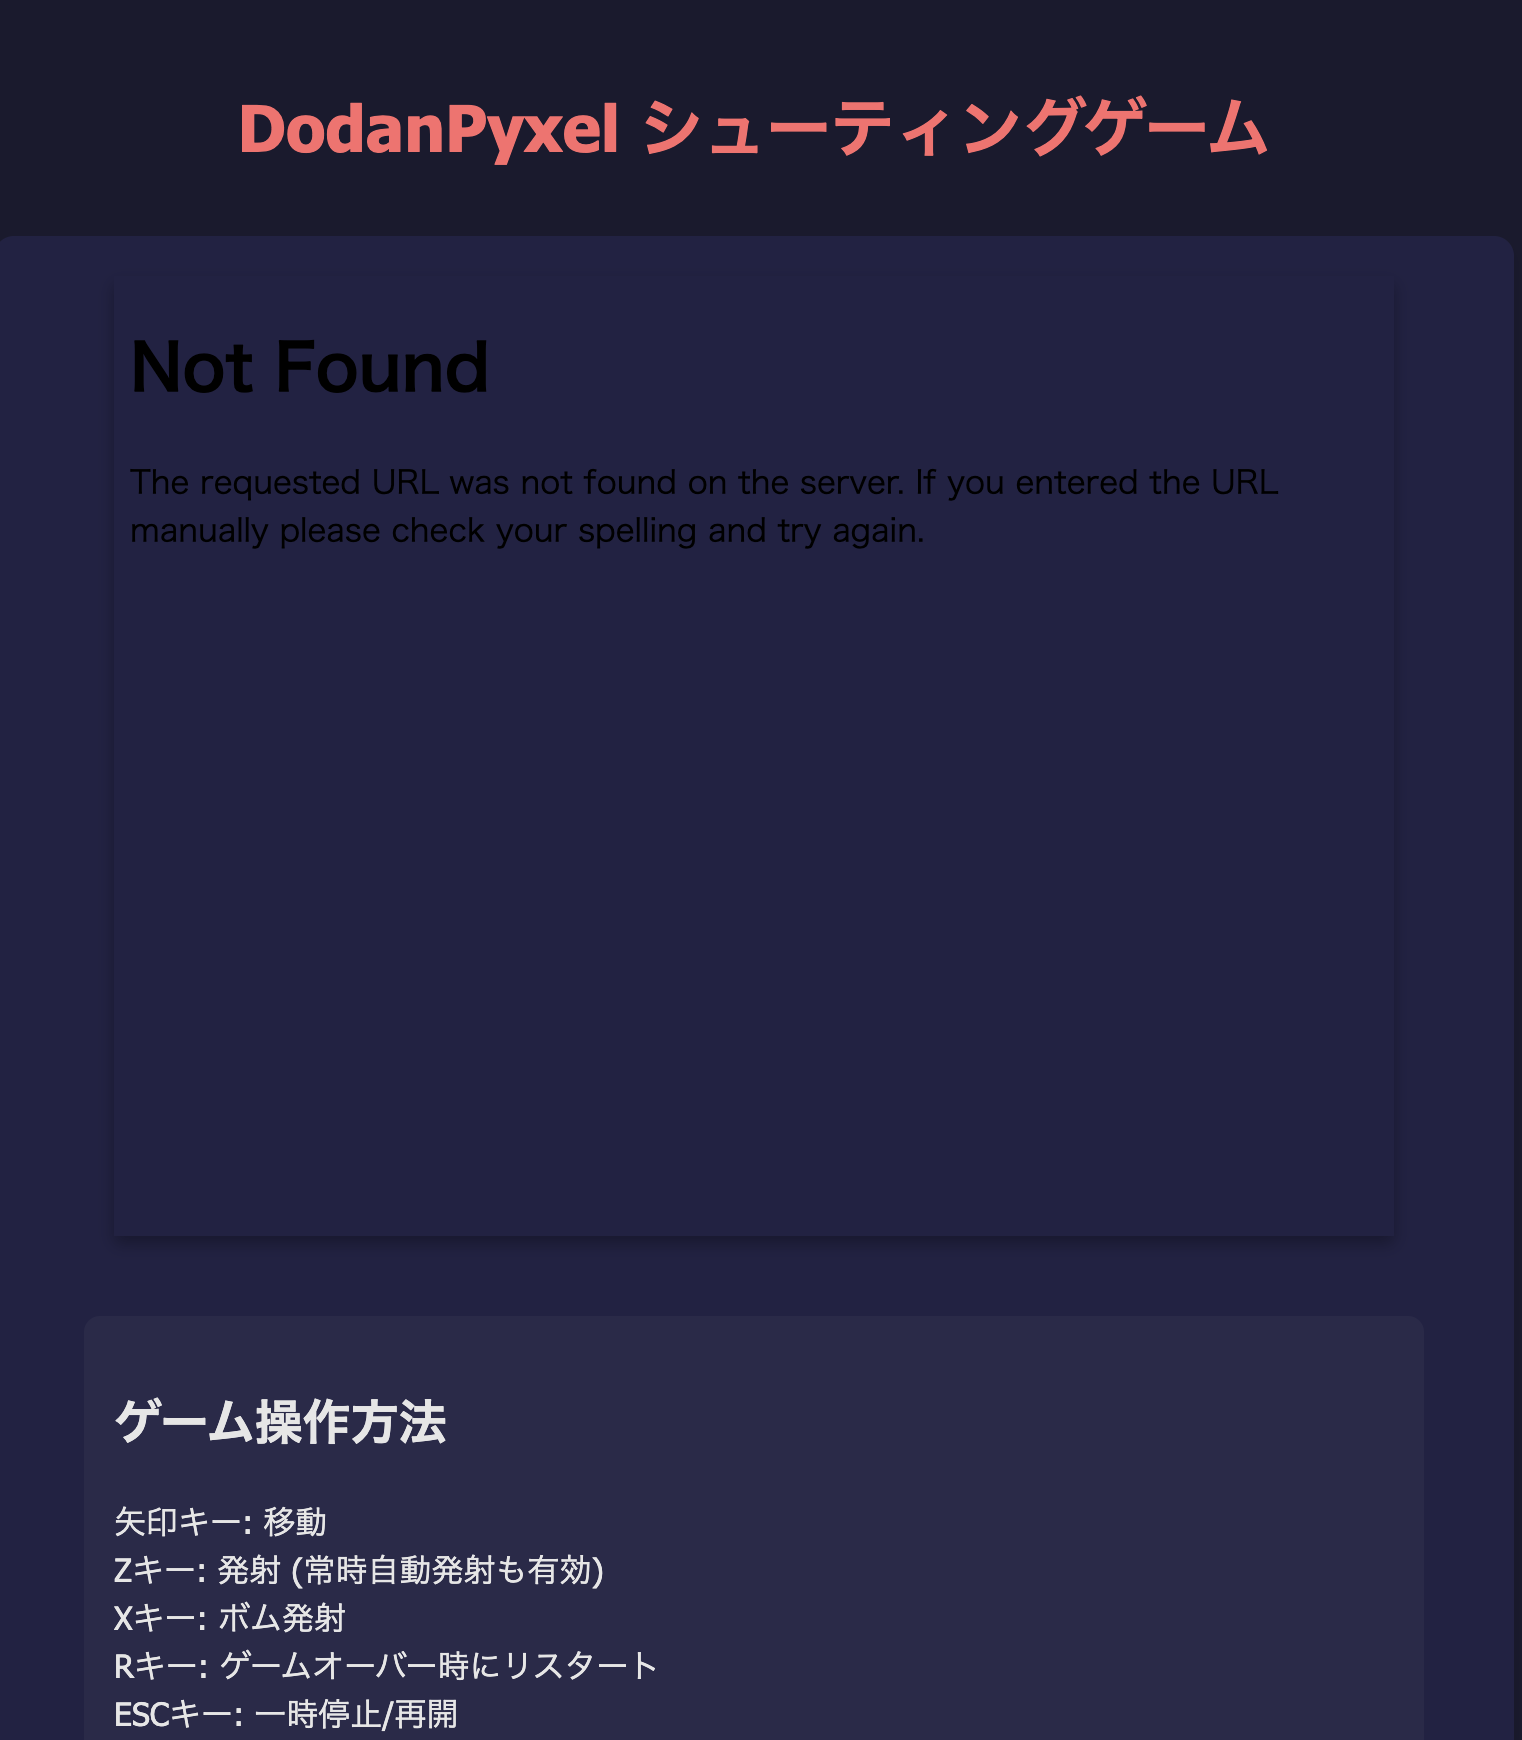 DodanPyxel シューティングゲーム
Not Found
The requested URL was not found on the server. If you entered the URL
manually please check your spelling and try again.
ゲーム操作方法
矢印キー: 移動
Zキー: 発射 (常時自動発射も有効)
Xキー: ボム発射
Rキー: ゲームオーバー時にリスタート
ESCキー: 一時停止/再開